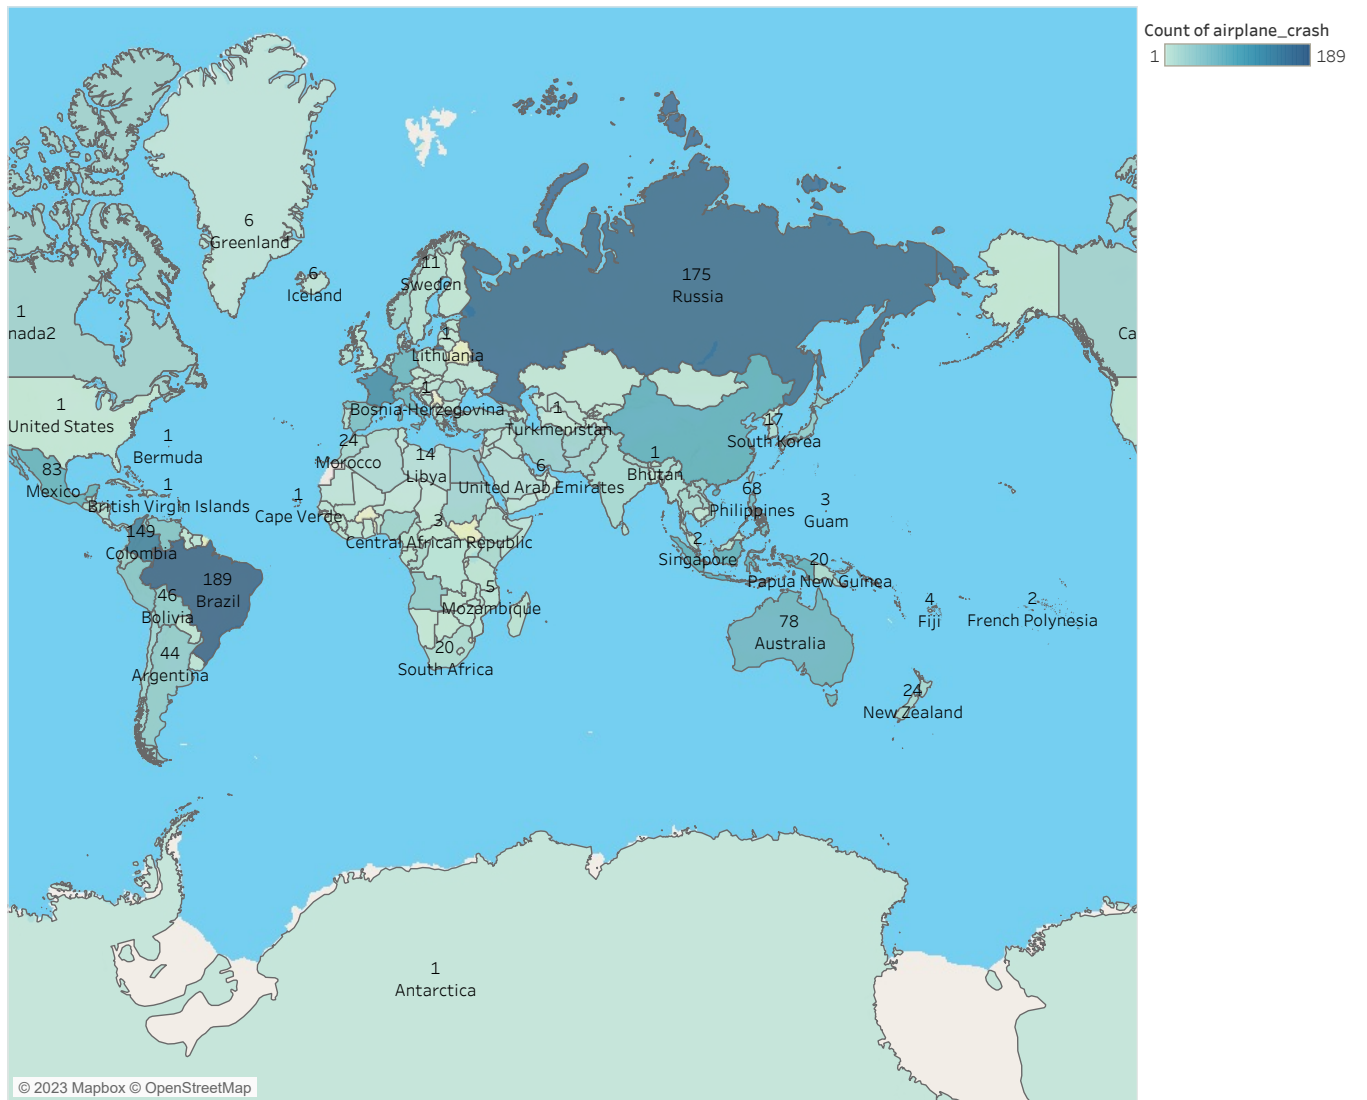 Count of airplane_crash
1
189
6
Greenland
6
Iceland
11
Sweden
175
Russia
1
nada2
Ca
1
Lithuania
1
Bosnia-Herzegovina
1
United States
1
Turkmenistan
17
South Korea
1
Bermuda
24
Morocco
14
Libya
6
United Arab Emirates
1
Bhutan
83
Mexico
1
British Virgin Islands
1
Cape Verde
68
Philippines
3
Guam
3
Central African Republic
149
Colombia
2
Singapore
20
Papua New Guinea
189
Brazil
46
Bolivia
5
Mozambique
4
Fiji
2
French Polynesia
78
Australia
44
Argentina
20
South Africa
24
New Zealand
1
Antarctica
© 2023 Mapbox © OpenStreetMap